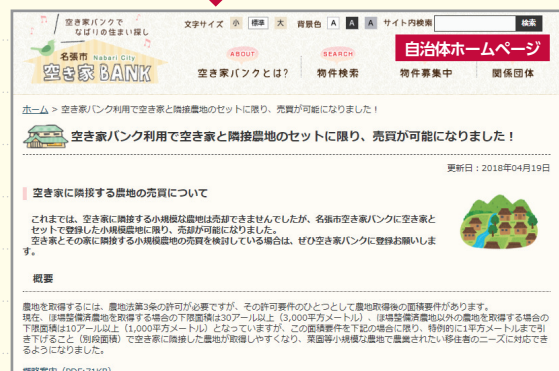 空き家バンクで
なばりの住まい探し
文字サイズ 小 標準 大 背景色 A A A サイト内検索 検索
名張市 Nabari City
空き家BANK
自治体ホームページ
ABOUT
空き家バンクとは?
SEARCH
物件検索
物件募集中
関係団体
ホーム > 空き家バンク利用で空き家と隣接農地のセットに限り、売買が可能になりました!
空き家バンク利用で空き家と隣接農地のセットに限り、売買が可能になりました!
更新日:2018年04月19日
空き家に隣接する農地の売買について
これまでは、空き家に隣接する小規模な農地は売却できませんでしたが、名張市空き家バンクに空き家と
セットで登録した小規模農地に限り、売却が可能になりました。
空き家とその家に隣接する小規模農地の売買を検討している場合は、ぜひ空き家バンクに登録お願いしま
す。
概要
農地を取得するには、農地法第3条の許可が必要ですが、その許可要件のひとつとして農地取得後の面積要件があります。
現在、ほ場整備済農地を取得する場合の下限面積は30アール以上(3,000平方メートル)、ほ場整備済農地以外の農地を取得する場合の
下限面積は10アール以上(1,000平方メートル)となっていますが、この面積要件を下記の場合に限り、特例的に1平方メートルまで引
き下げること(別段面積)で空き家に隣接した農地が取得しやすくなり、菜園等小規模な農地で農業されたい移住者のニーズに対応でき
るようになりました。
(PDF:71KB)